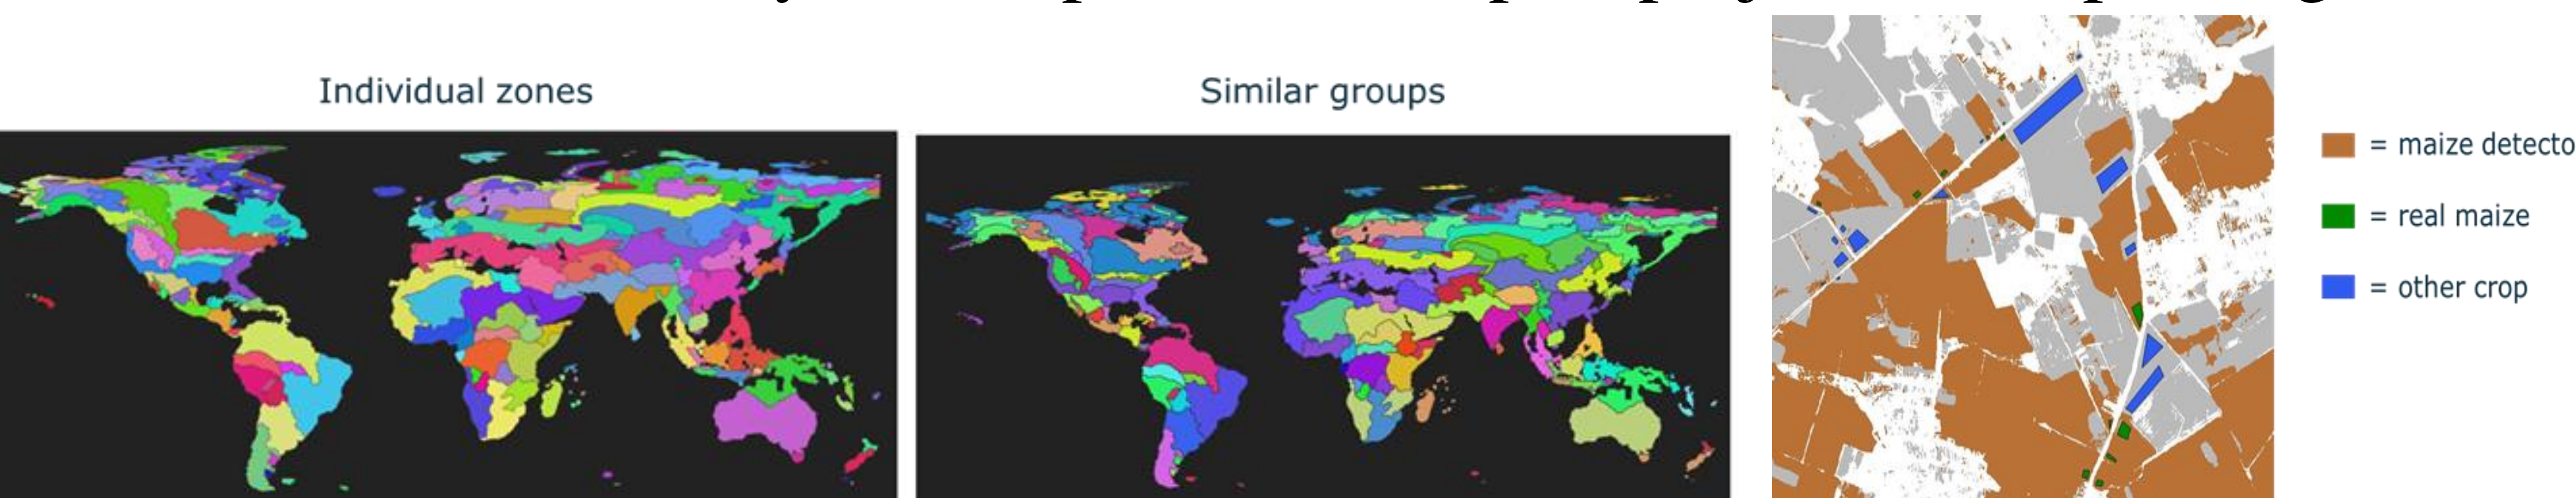 Individual zones
Similar groups
= maize detecto
= real maize
= other crop